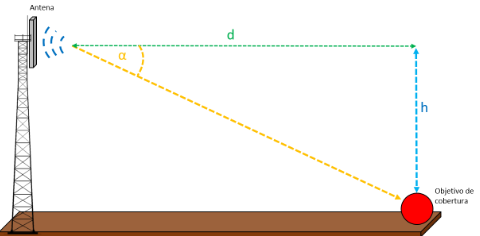 Antena
d
α
h
Objetivo de
cobertura